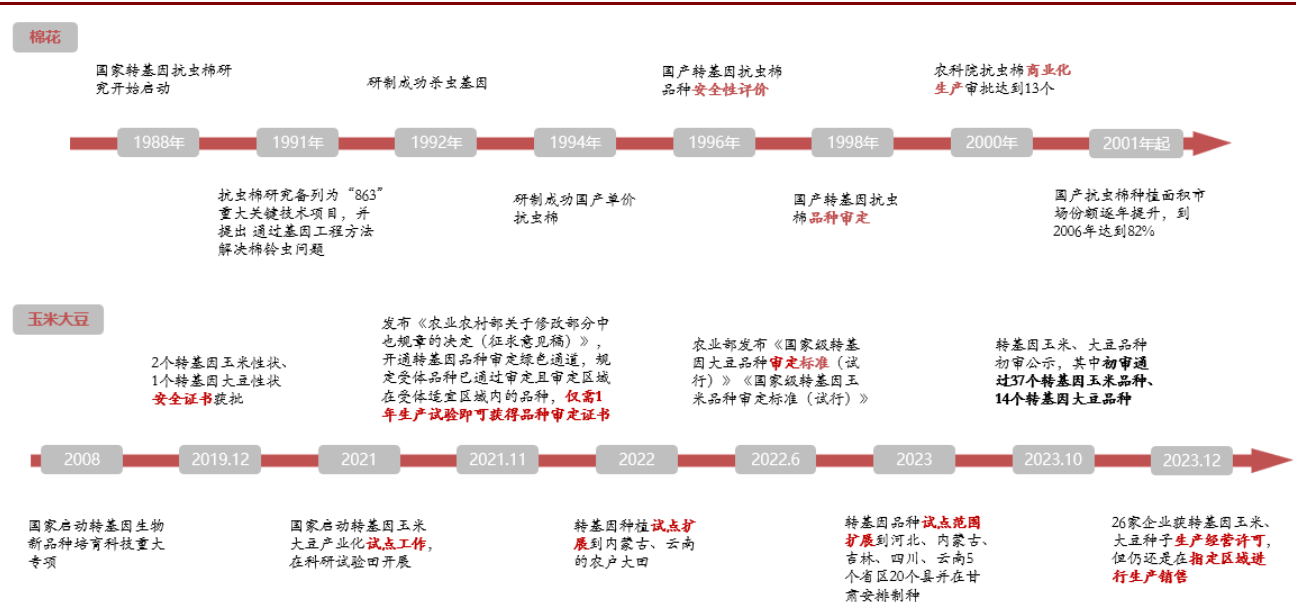 棉花
国家转基因抗虫棉研
究开始启动
研制成功杀虫基因
国产转基因抗虫棉
品种安全性评价
农科院抗虫棉商业化
生产审批达到13个
1988年
1991年
1992年
1994年
1996年
1998年
2000年
2001年起
抗虫棉研究备列为“863”
重大关键技术项目，并
提出 通过基因工程方法
解决棉铃虫问题
研制成功国产单价
抗虫棉
国产转基因抗虫
棉品种审定
国产抗虫棉种植面积市
场份额逐年提升，到
2006年达到82%
玉米大豆
2个转基因玉米性状、
1个转基因大豆性状
安全证书获批
发布《农业农村部关于修改部分中
也规章的决定（征求意见稿）》，
开通转基因品种审定绿色通道，规
定受体品种已通过审定且审定区域
在受体适宜区域内的品种，仅需1
年生产试验即可获得品种审定证书
农业部发布《国家级转基
因大豆品种审定标准（试
行）》《国家级转基因玉
米品种审定标准（试行）》
转基因玉米、大豆品种
初审公示，其中初审通
过37个转基因玉米品种、
14个转基因大豆品种
2008
2019.12
2021
2021.11
2022
2022.6
2023
2023.10
2023.12
国家启动转基因生物
新品种培育科技重大
专项
国家启动转基因玉米
大豆产业化试点工作，
在科研试验田开展
转基因种植试点扩
展到内蒙古、云南
的农户大田
转基因品种试点范围
扩展到河北、内蒙古、
吉林、四川、云南5
个省区20个县并在甘
肃安排制种
26家企业获转基因玉米、
大豆种子生产经营许可，
但仍还是在指定区域进
行生产销售